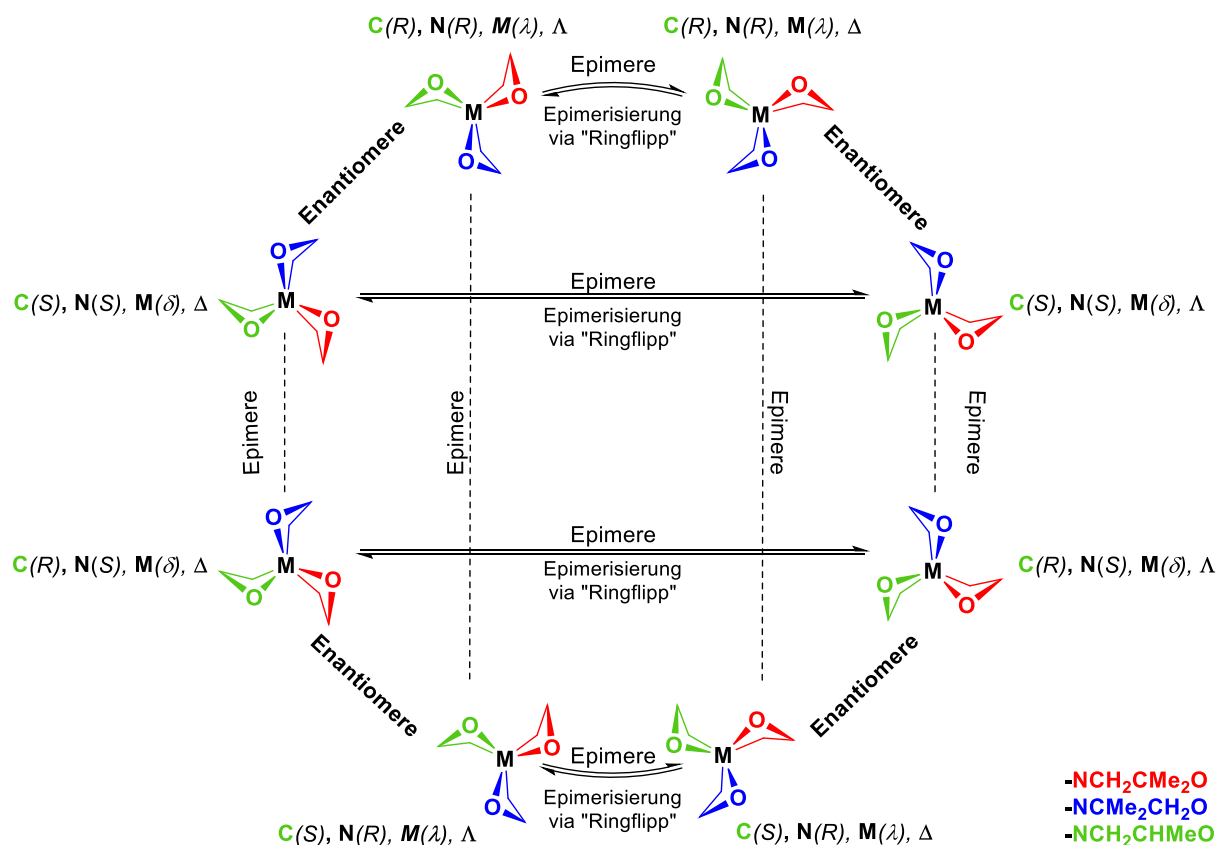 C(R), N(R), M(λ), Λ
C(R), N(R), M(λ), Δ
Epimere
Epimerisierung
via "Ringflipp"
O
O
M
O
O
O
M
O
Enantiomere
Enantiomere
C(S), N(S), M(δ), Δ
O
M
O
O
Epimere
Epimerisierung
via "Ringflipp"
O
M
O
O
C(S), N(S), M(δ), Λ
Epimere
Epimere
Epimere
Epimere
C(R), N(S), M(δ), Δ
O
M
O
O
Epimere
Epimerisierung
via "Ringflipp"
O
M
O
O
C(R), N(S), M(δ), Λ
Enantiomere
Enantiomere
O
O
M
O
Epimere
Epimerisierung
via "Ringflipp"
O
O
M
O
C(S), N(R), M(λ), Λ
C(S), N(R), M(λ), Δ
-NCH₂CMe₂O
-NCMe₂CH₂O
-NCH₂CHMeO